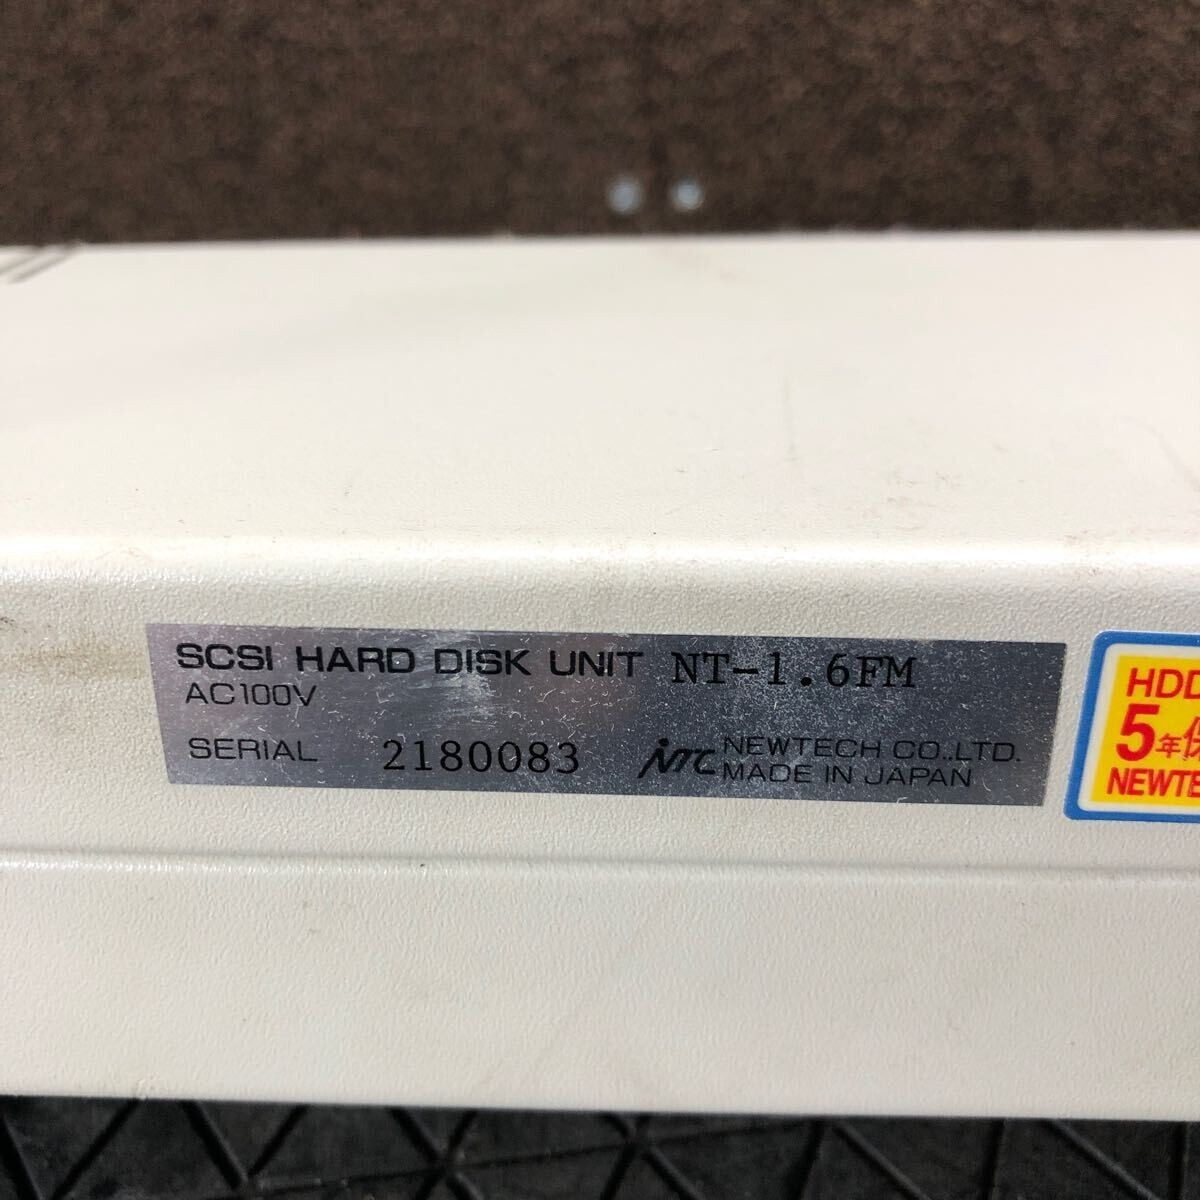 SCSI HARD DISK UNIT NT-1.6FM
AC100V
SERIAL 2180083
NTC NEWTECH CO.,LTD.
MADE IN JAPAN
HDD
5年保
NEWTE